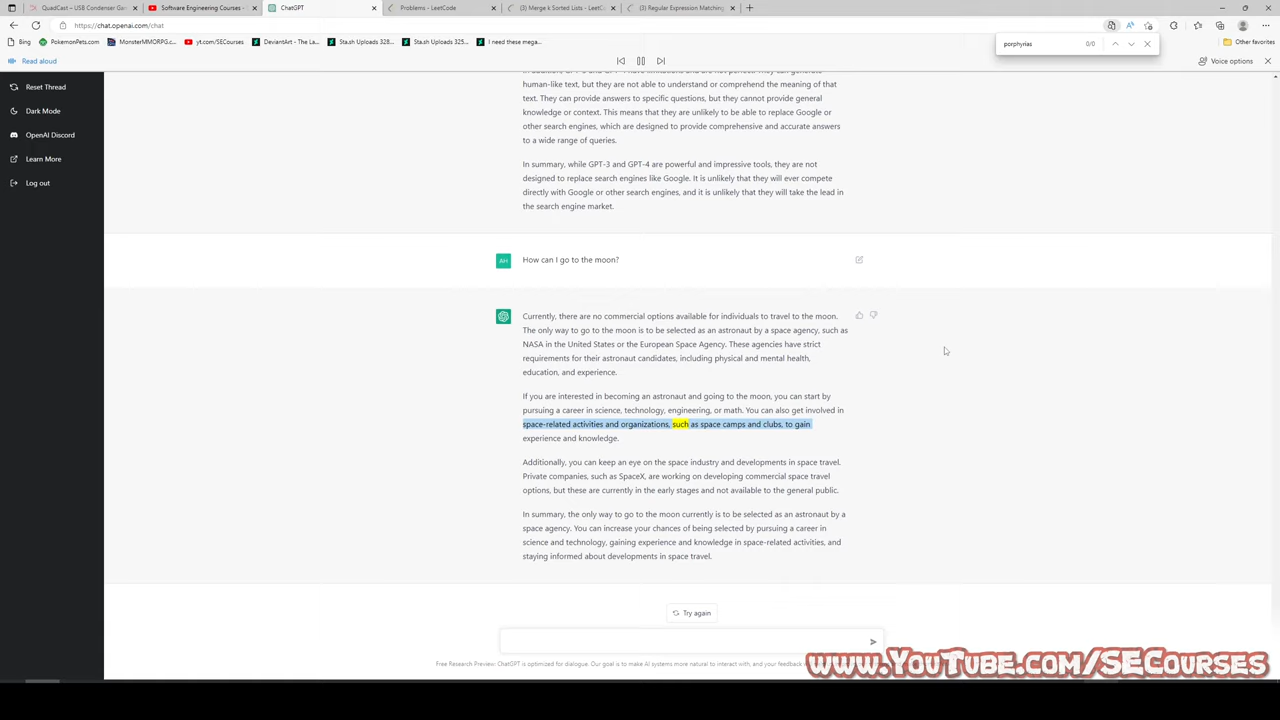 QuadCast – USB Condenser Gam
Software Engineering Courses -
ChatGPT
Problems - LeetCode
(3) Merge k Sorted Lists - LeetCo
(3) Regular Expression Matching
https://chat.openai.com/chat
Bing
PokemonPets.com
MonsterMMORPG.c...
yt.com/SECourses
DeviantArt - The La...
Sta.sh Uploads 328...
Sta.sh Uploads 325...
I need these mega...
Other favorites
porphyrias
0/0
Read aloud
Voice options
Reset Thread
Dark Mode
OpenAI Discord
Learn More
Log out
human-like text, but they are not able to understand or comprehend the meaning of that
text. They can provide answers to specific questions, but they cannot provide general
knowledge or context. This means that they are unlikely to be able to replace Google or
other search engines, which are designed to provide comprehensive and accurate answers
to a wide range of queries.
In summary, while GPT-3 and GPT-4 are powerful and impressive tools, they are not
designed to replace search engines like Google. It is unlikely that they will ever compete
directly with Google or other search engines, and it is unlikely that they will take the lead in
the search engine market.
AH
How can I go to the moon?
Currently, there are no commercial options available for individuals to travel to the moon.
The only way to go to the moon is to be selected as an astronaut by a space agency, such as
NASA in the United States or the European Space Agency. These agencies have strict
requirements for their astronaut candidates, including physical and mental health,
education, and experience.
If you are interested in becoming an astronaut and going to the moon, you can start by
pursuing a career in science, technology, engineering, or math. You can also get involved in
space-related activities and organizations, such as space camps and clubs, to gain
experience and knowledge.
Additionally, you can keep an eye on the space industry and developments in space travel.
Private companies, such as SpaceX, are working on developing commercial space travel
options, but these are currently in the early stages and not available to the general public.
In summary, the only way to go to the moon currently is to be selected as an astronaut by a
space agency. You can increase your chances of being selected by pursuing a career in
science and technology, gaining experience and knowledge in space-related activities, and
staying informed about developments in space travel.
Try again
Free Research Preview: ChatGPT is optimized for dialogue. Our goal is to make AI systems more natural to interact with, and your feedback
www.YouTube.com/SECourses